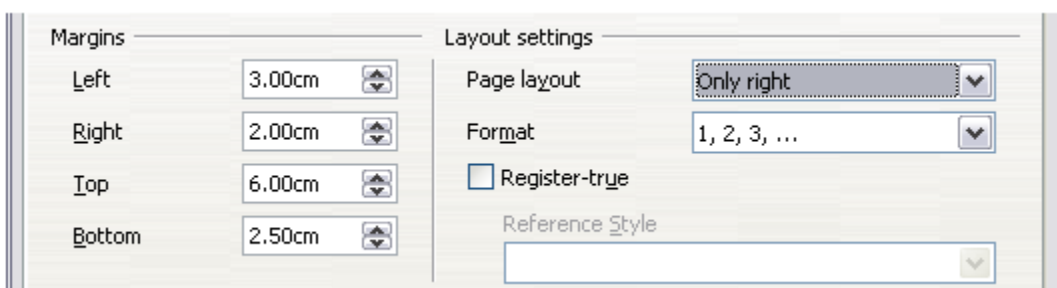 Margins
Left 3.00cm
Right 2.00cm
Top 6.00cm
Bottom 2.50cm
Layout settings
Page layout Only right
Format 1, 2, 3, ...
Register-true
Reference Style